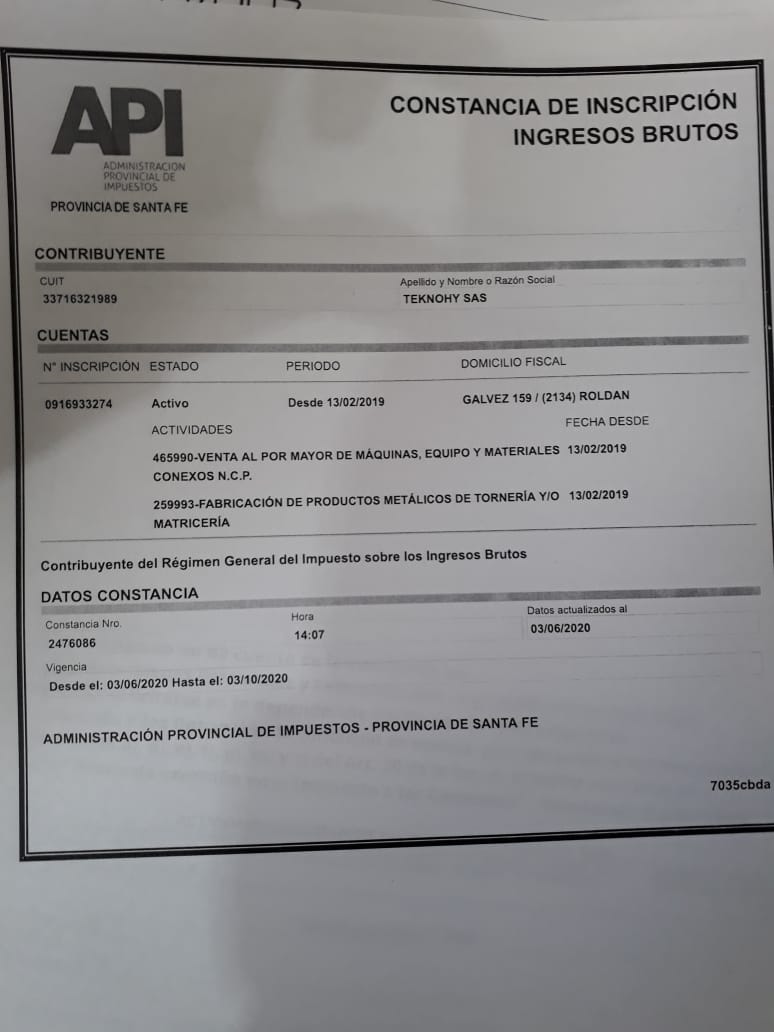 API
ADMINISTRACION
PROVINCIAL DE
IMPUESTOS
PROVINCIA DE SANTA FE
CONSTANCIA DE INSCRIPCIÓN
INGRESOS BRUTOS
CONTRIBUYENTE
CUIT Apellido y Nombre o Razón Social
33716321989 TEKNOHY SAS
CUENTAS
N° INSCRIPCIÓN ESTADO PERIODO DOMICILIO FISCAL
0916933274 Activo Desde 13/02/2019 GALVEZ 159 / (2134) ROLDAN
ACTIVIDADES FECHA DESDE
465990-VENTA AL POR MAYOR DE MÁQUINAS, EQUIPO Y MATERIALES 13/02/2019
CONEXOS N.C.P.
259993-FABRICACIÓN DE PRODUCTOS METÁLICOS DE TORNERÍA Y/O 13/02/2019
MATRICERÍA
Contribuyente del Régimen General del Impuesto sobre los Ingresos Brutos
DATOS CONSTANCIA
Constancia Nro. Hora Datos actualizados al
2476086 14:07 03/06/2020
Vigencia
Desde el: 03/06/2020 Hasta el: 03/10/2020
ADMINISTRACIÓN PROVINCIAL DE IMPUESTOS - PROVINCIA DE SANTA FE
7035cbda